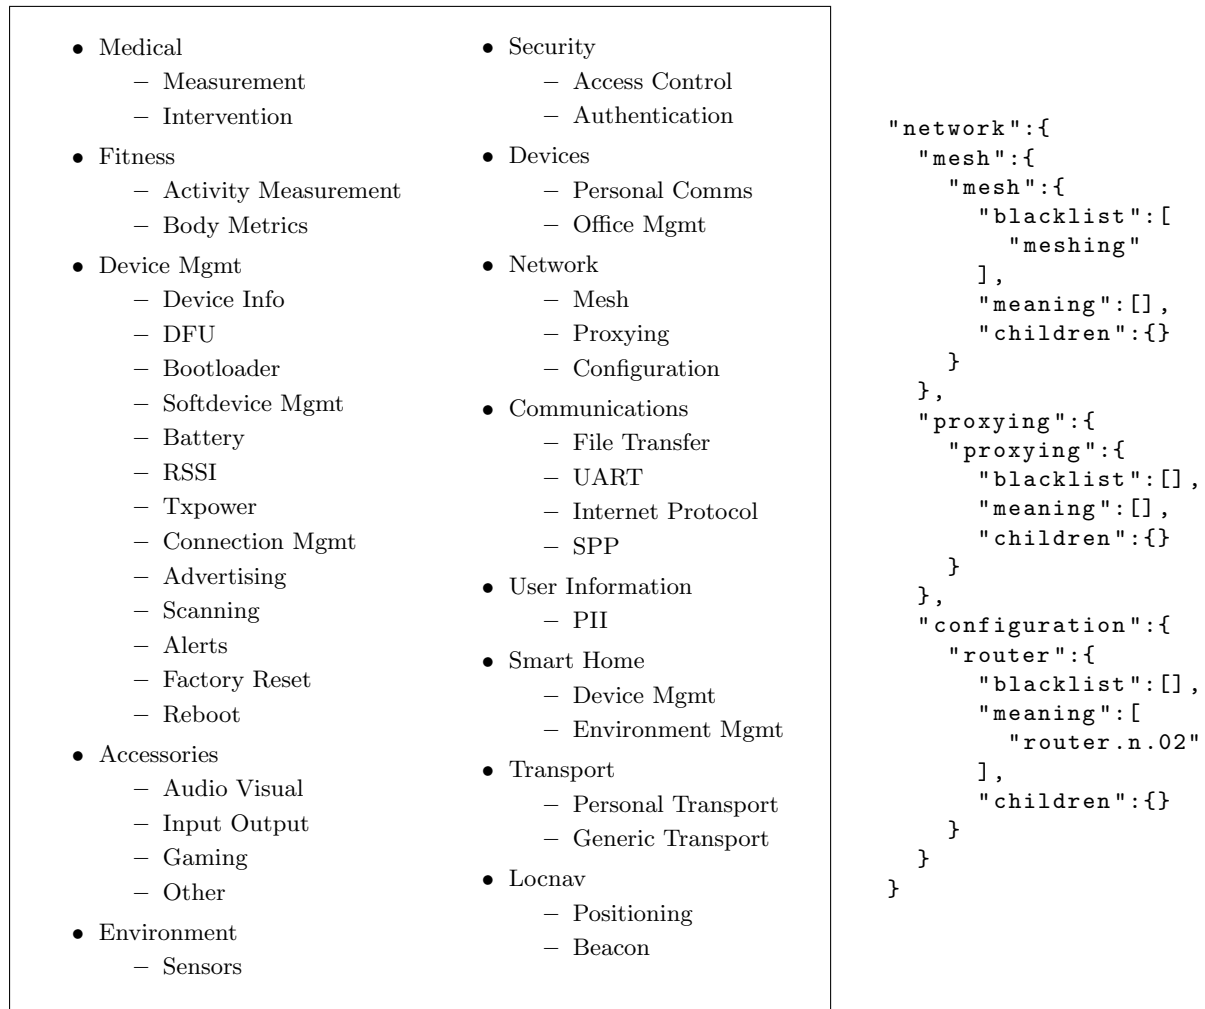 • Medical
– Measurement
– Intervention
• Fitness
– Activity Measurement
– Body Metrics
• Device Mgmt
– Device Info
– DFU
– Bootloader
– Softdevice Mgmt
– Battery
– RSSI
– Txpower
– Connection Mgmt
– Advertising
– Scanning
– Alerts
– Factory Reset
– Reboot
• Accessories
– Audio Visual
– Input Output
– Gaming
– Other
• Environment
– Sensors
• Security
– Access Control
– Authentication
• Devices
– Personal Comms
– Office Mgmt
• Network
– Mesh
– Proxying
– Configuration
• Communications
– File Transfer
– UART
– Internet Protocol
– SPP
• User Information
– PII
• Smart Home
– Device Mgmt
– Environment Mgmt
• Transport
– Personal Transport
– Generic Transport
• Locnav
– Positioning
– Beacon
"network":{
  "mesh":{
    "mesh":{
      "blacklist":[
        "meshing"
      ],
      "meaning":[],
      "children":{}
    }
  },
  "proxying":{
    "proxying":{
      "blacklist":[],
      "meaning":[],
      "children":{}
    }
  },
  "configuration":{
    "router":{
      "blacklist":[],
      "meaning":[
        "router.n.02"
      ],
      "children":{}
    }
  }
}